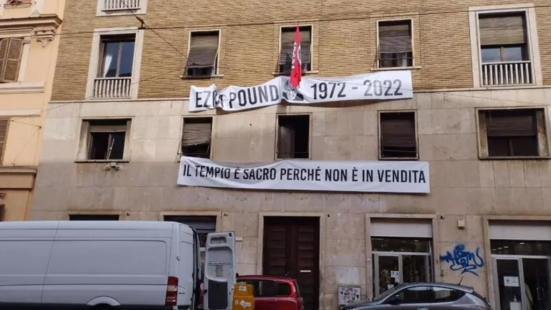 EZRA POUND 1972 - 2022
IL TEMPIO È SACRO PERCHÉ NON È IN VENDITA